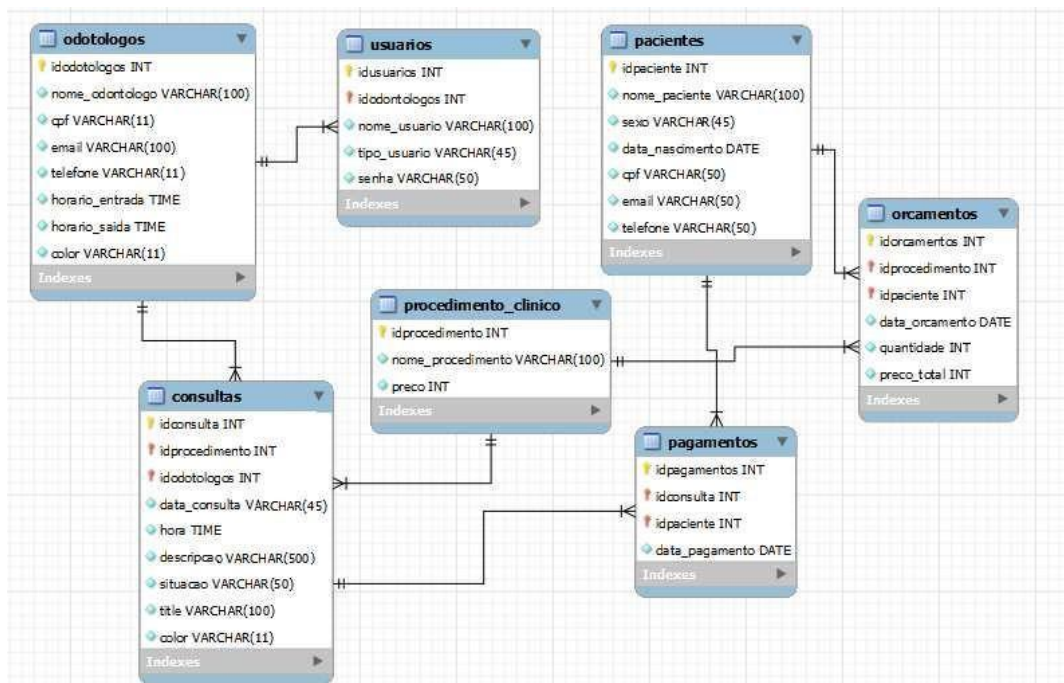 odotologos
idodotologos INT
nome_odontologo VARCHAR(100)
cpf VARCHAR(11)
email VARCHAR(100)
telefone VARCHAR(11)
horario_entrada TIME
horario_saida TIME
color VARCHAR(11)
Indexes
usuarios
idusuarios INT
idodontologos INT
nome_usuario VARCHAR(100)
tipo_usuario VARCHAR(45)
senha VARCHAR(50)
Indexes
pacientes
idpaciente INT
nome_paciente VARCHAR(100)
sexo VARCHAR(45)
data_nascimento DATE
cpf VARCHAR(50)
email VARCHAR(50)
telefone VARCHAR(50)
Indexes
orcamentos
idorcamentos INT
idprocedimento INT
idpaciente INT
data_orcamento DATE
quantidade INT
preco_total INT
Indexes
procedimento_clinico
idprocedimento INT
nome_procedimento VARCHAR(100)
preco INT
Indexes
consultas
idconsulta INT
idprocedimento INT
idodotologos INT
data_consulta VARCHAR(45)
hora TIME
descripcao VARCHAR(500)
situacao VARCHAR(50)
title VARCHAR(100)
color VARCHAR(11)
Indexes
pagamentos
idpagamentos INT
idconsulta INT
idpaciente INT
data_pagamento DATE
Indexes